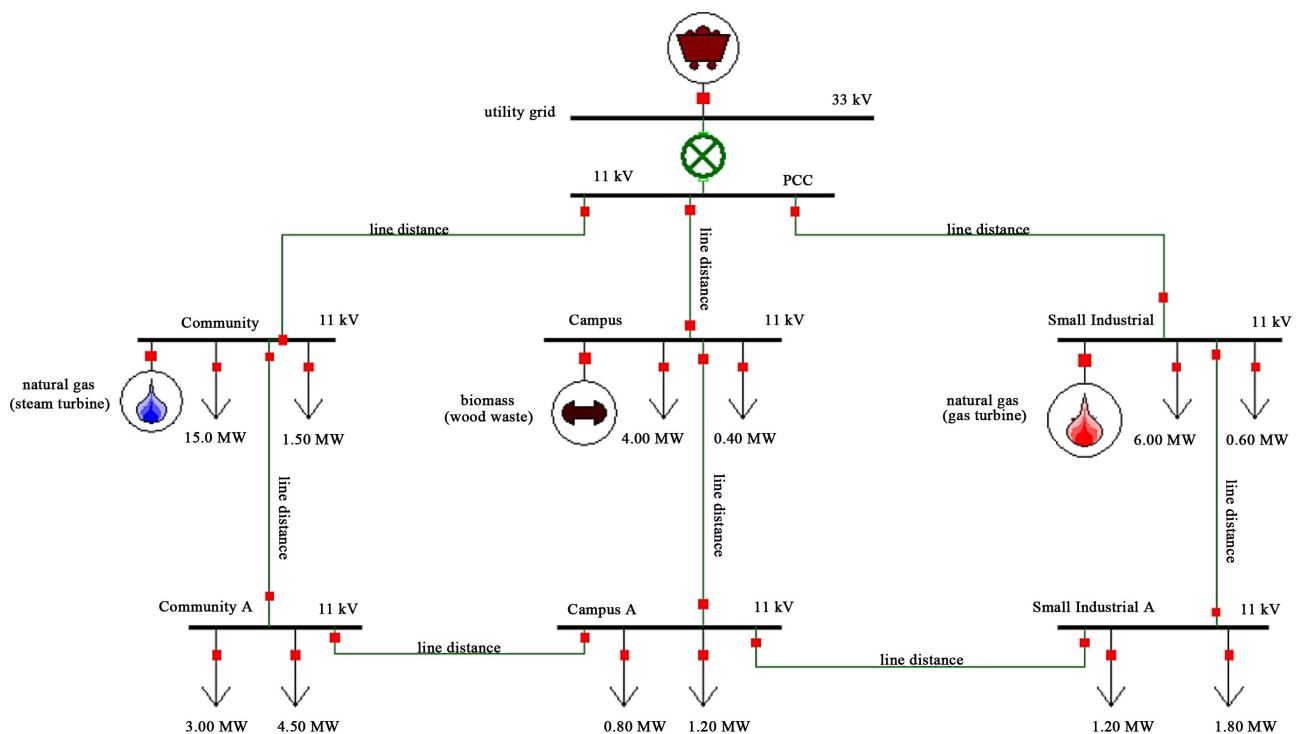 33 kV
utility grid
11 kV
PCC
line distance
line distance
line distance
Community
11 kV
Campus
11 kV
Small Industrial
11 kV
natural gas
(steam turbine)
15.0 MW
1.50 MW
biomass
(wood waste)
4.00 MW
0.40 MW
natural gas
(gas turbine)
6.00 MW
0.60 MW
line distance
line distance
line distance
Community A
11 kV
Campus A
11 kV
Small Industrial A
11 kV
line distance
line distance
3.00 MW
4.50 MW
0.80 MW
1.20 MW
1.20 MW
1.80 MW